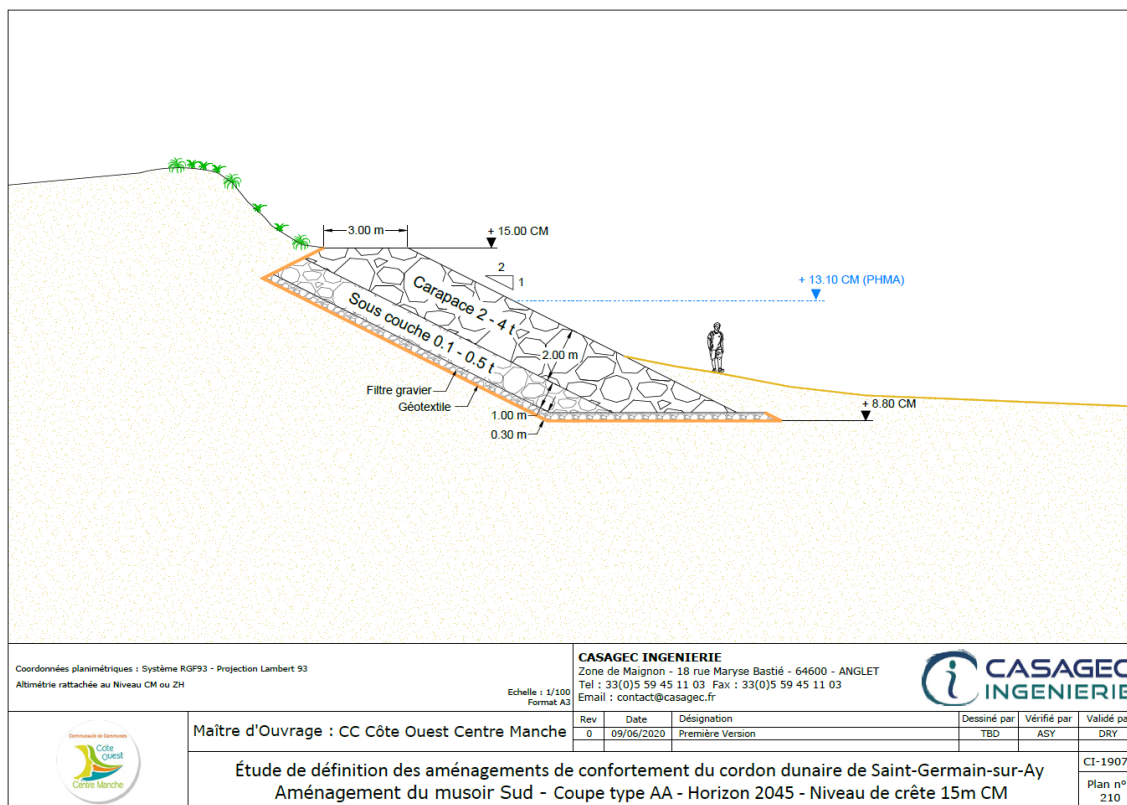 3.00 m
+ 15.00 CM
2
1
+ 13.10 CM (PHMA)
Carapace 2 - 4 t
Sous couche 0.1 - 0.5 t
2.00 m
Filtre gravier
Géotextile
1.00 m
0.30 m
+ 8.80 CM
Coordonnées planimétriques : Système RGF93 - Projection Lambert 93
Altimétrie rattachée au Niveau CM ou ZH
Echelle : 1/100
Format A3
CASAGEC INGENIERIE
Zone de Maignon - 18 rue Maryse Bastié - 64600 - ANGLET
Tel : 33(0)5 59 45 11 03 Fax : 33(0)5 59 45 11 03
Email : contact@casagec.fr
CASAGEC
INGENIERIE
Communauté de Communes
Côte
Ouest
Centre Manche
Maître d'Ouvrage : CC Côte Ouest Centre Manche
Rev Date Désignation Dessiné par Vérifié par Validé pa
0 09/06/2020 Première Version TBD ASY DRY
Étude de définition des aménagements de confortement du cordon dunaire de Saint-Germain-sur-Ay
Aménagement du musoir Sud - Coupe type AA - Horizon 2045 - Niveau de crête 15m CM
CI-1907
Plan n°
210